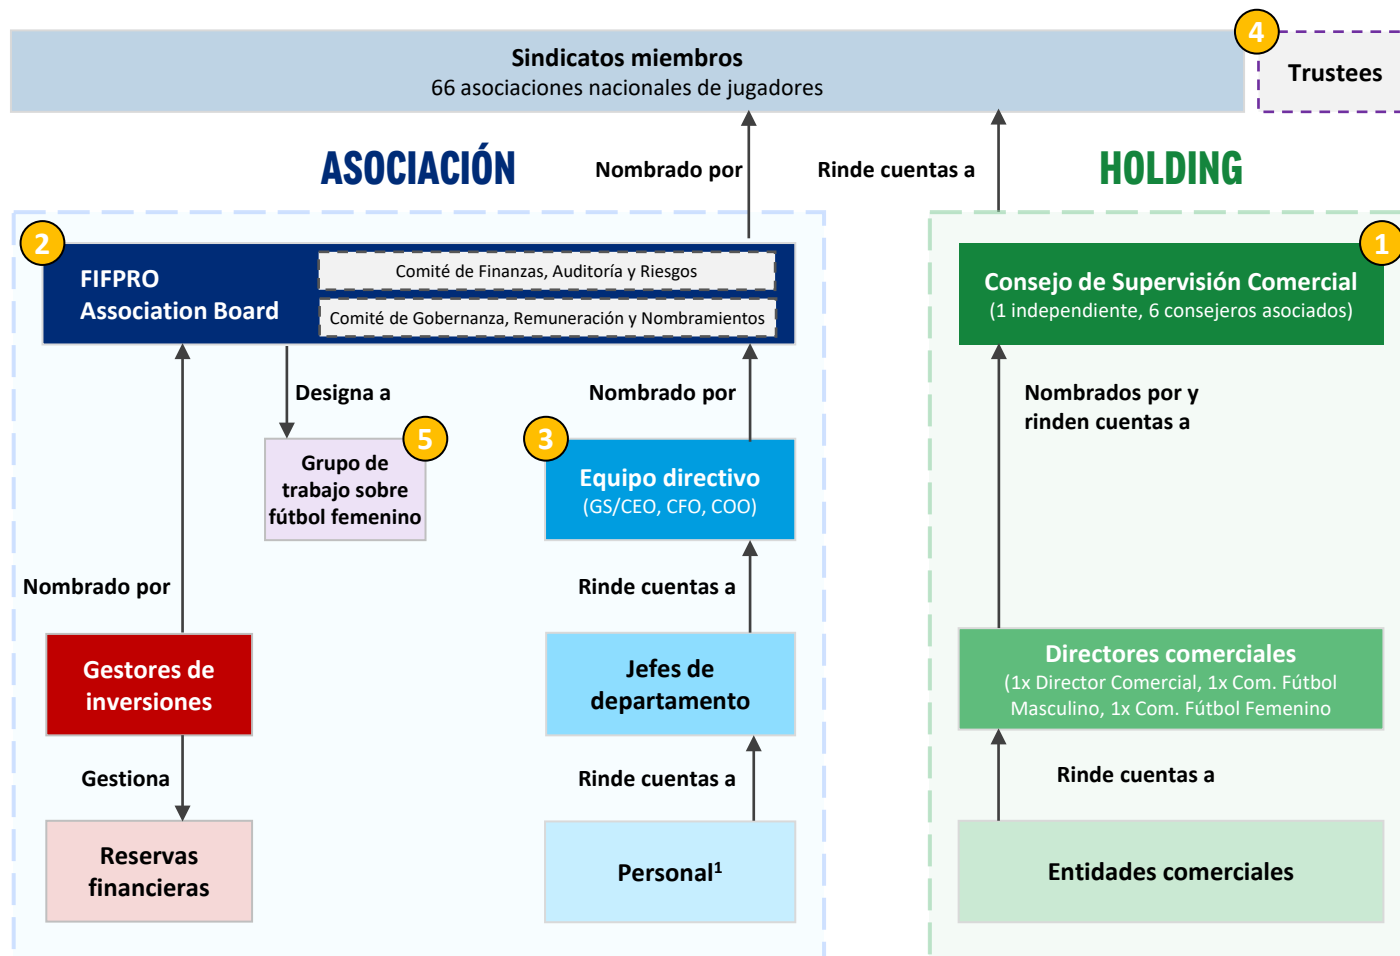 4
Sindicatos miembros
66 asociaciones nacionales de jugadores
Trustees
ASOCIACIÓN
Nombrado por
Rinde cuentas a
HOLDING
2
FIFPRO
Association Board
Comité de Finanzas, Auditoría y Riesgos
Comité de Gobernanza, Remuneración y Nombramientos
1
Consejo de Supervisión Comercial
(1 independiente, 6 consejeros asociados)
Designa a
Nombrado por
Nombrados por y
rinden cuentas a
5
Grupo de
trabajo sobre
fútbol femenino
3
Equipo directivo
(GS/CEO, CFO, COO)
Nombrado por
Rinde cuentas a
Gestores de
inversiones
Jefes de
departamento
Directores comerciales
(1x Director Comercial, 1x Com. Fútbol
Masculino, 1x Com. Fútbol Femenino
Gestiona
Rinde cuentas a
Rinde cuentas a
Reservas
financieras
Personal¹
Entidades comerciales